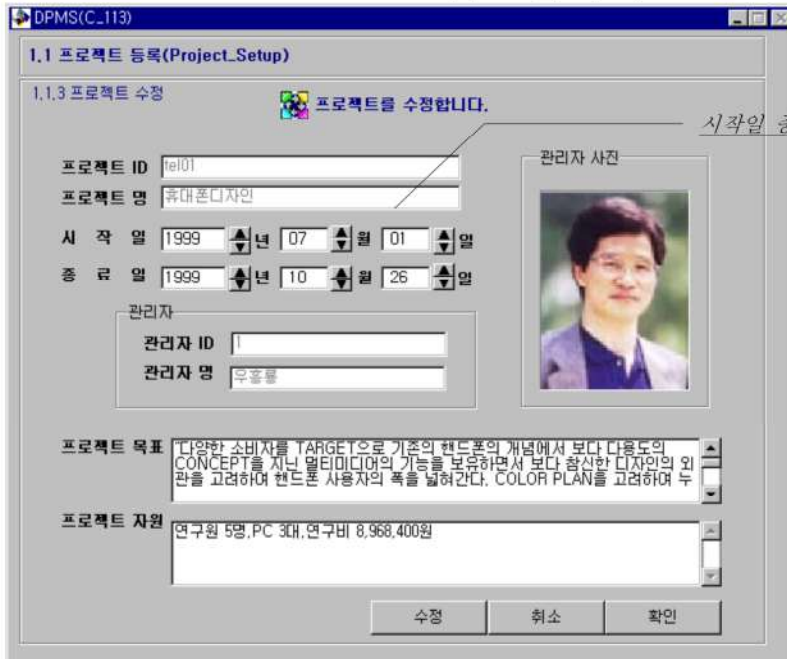 DPMS(C_113)
1.1 프로젝트 등록(Project_Setup)
1.1.3 프로젝트 수정
프로젝트를 수정합니다.
시작일
프로젝트 ID tel01
관리자 사진
프로젝트 명 휴대폰디자인
시 작 일 1999 년 07 월 01 일
종 료 일 1999 년 10 월 26 일
관리자
관리자 ID 1
관리자 명 우흥룡
프로젝트 목표 "다양한 소비자를 TARGET으로 기존의 핸드폰의 개념에서 보다 다용도의
CONCEPT을 지닌 멀티미디어의 기능을 보유하면서 보다 참신한 디자인의 외
관을 고려하여 핸드폰 사용자의 폭을 넓혀간다. COLOR PLAN을 고려하여 누
프로젝트 자원 연구원 5명,PC 3대,연구비 8,968,400원
수정 취소 확인